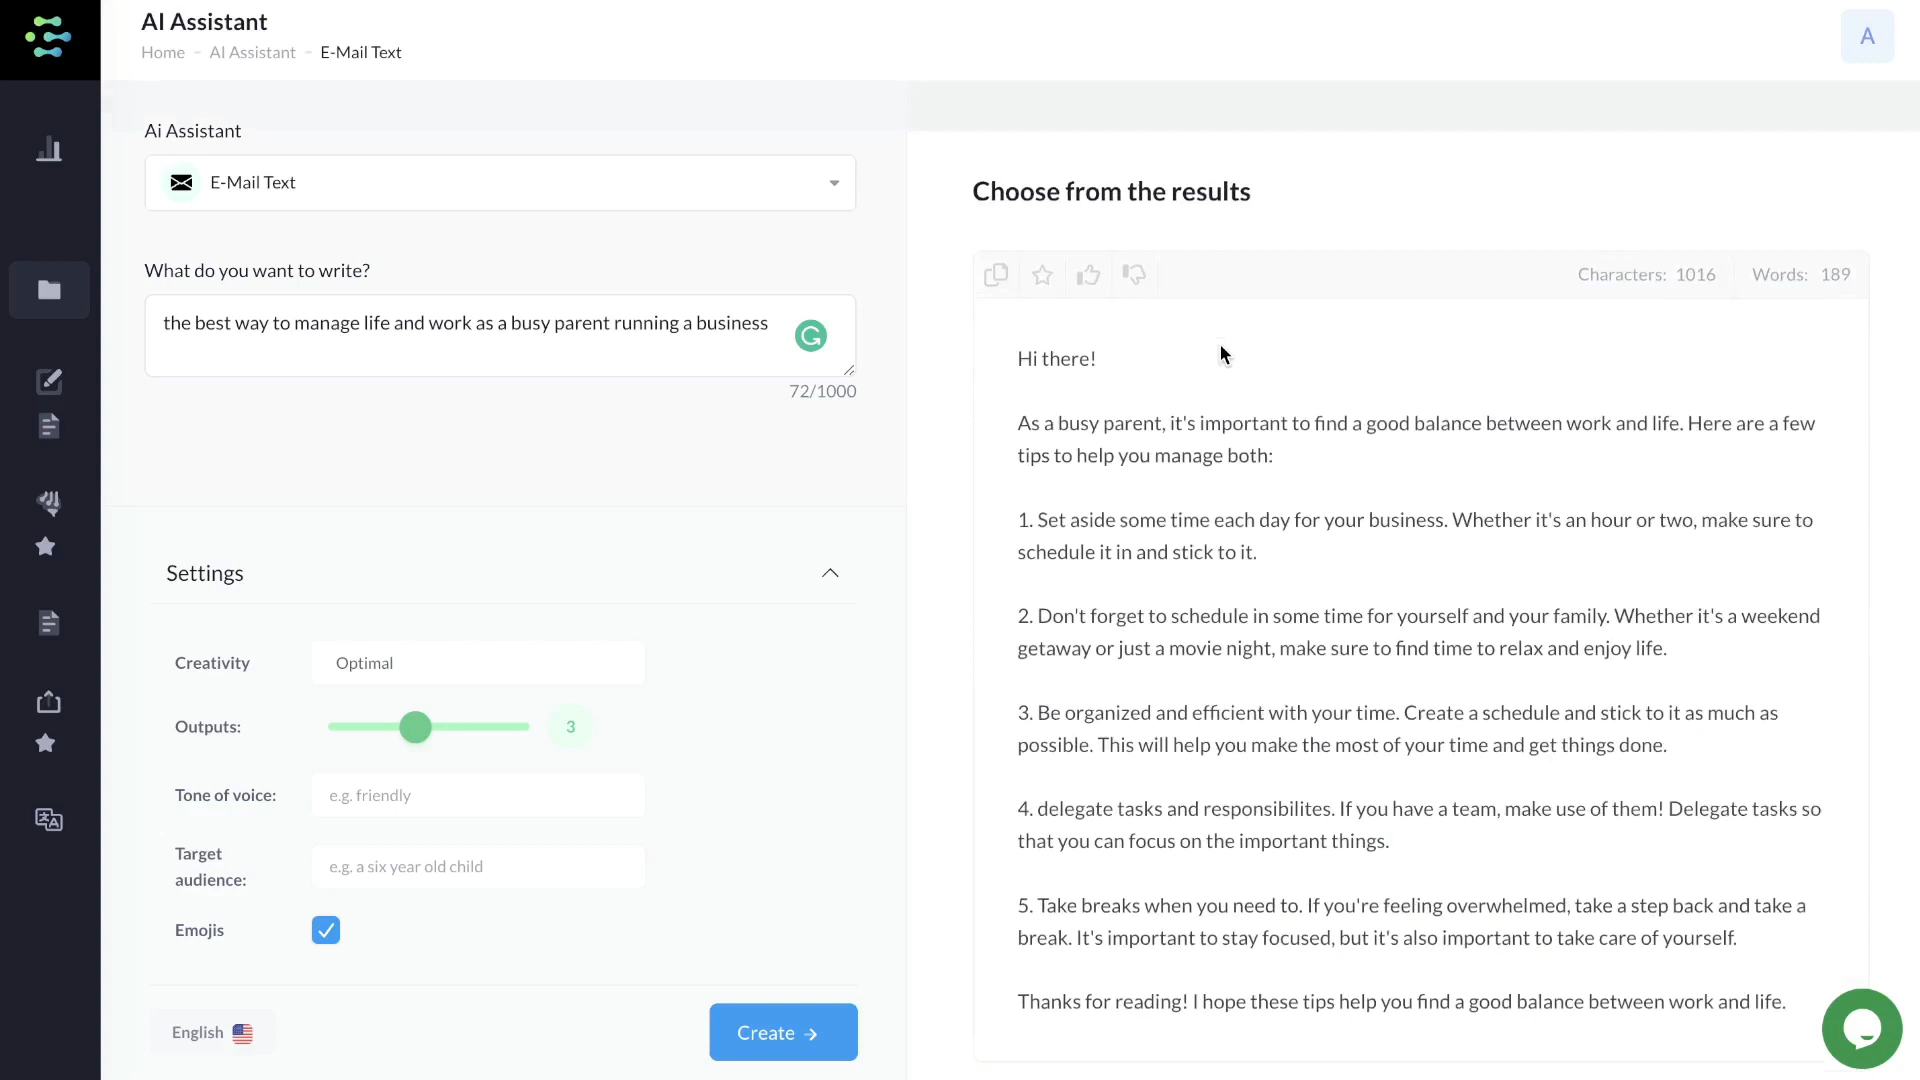 AI Assistant
Home - AI Assistant - E-Mail Text
A
Ai Assistant
E-Mail Text
What do you want to write?
the best way to manage life and work as a busy parent running a business
72/1000
Settings
Creativity
Optimal
Outputs:
3
Tone of voice:
e.g. friendly
Target
audience:
e.g. a six year old child
Emojis
English
Create →
Choose from the results
Characters: 1016
Words: 189
Hi there!
As a busy parent, it's important to find a good balance between work and life. Here are a few
tips to help you manage both:
1. Set aside some time each day for your business. Whether it's an hour or two, make sure to
schedule it in and stick to it.
2. Don't forget to schedule in some time for yourself and your family. Whether it's a weekend
getaway or just a movie night, make sure to find time to relax and enjoy life.
3. Be organized and efficient with your time. Create a schedule and stick to it as much as
possible. This will help you make the most of your time and get things done.
4. delegate tasks and responsibilites. If you have a team, make use of them! Delegate tasks so
that you can focus on the important things.
5. Take breaks when you need to. If you're feeling overwhelmed, take a step back and take a
break. It's important to stay focused, but it's also important to take care of yourself.
Thanks for reading! I hope these tips help you find a good balance between work and life.